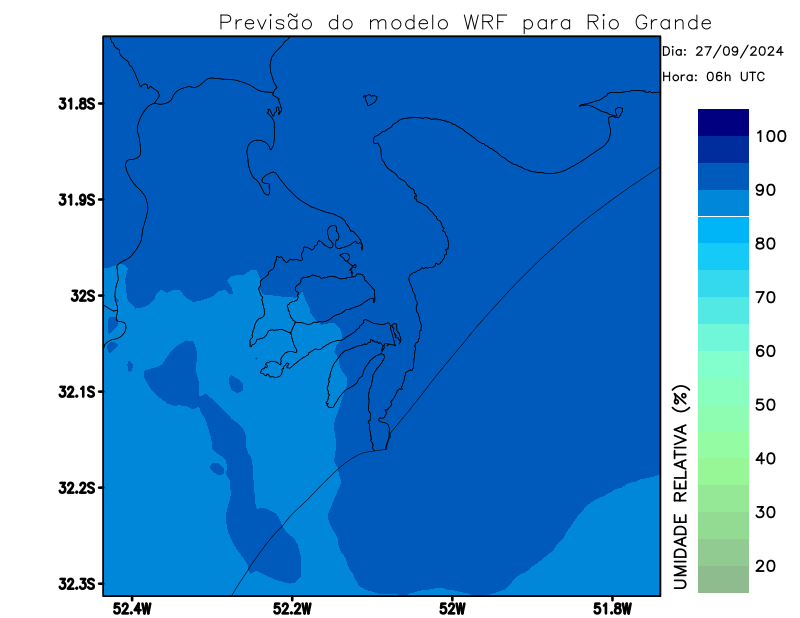 Previsão do modelo WRF para Rio Grande
Dia: 27/09/2024
Hora: 06h UTC
31.8S
31.9S
32S
32.1S
32.2S
32.3S
52.4W
52.2W
52W
51.8W
100
90
80
70
60
50
40
30
20
UMIDADE RELATIVA (%)